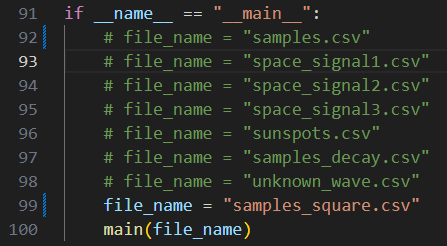 91 if __name__ == "__main__":
92 # file_name = "samples.csv"
93 # file_name = "space_signal1.csv"
94 # file_name = "space_signal2.csv"
95 # file_name = "space_signal3.csv"
96 # file_name = "sunspots.csv"
97 # file_name = "samples_decay.csv"
98 # file_name = "unknown_wave.csv"
99 file_name = "samples_square.csv"
100 main(file_name)